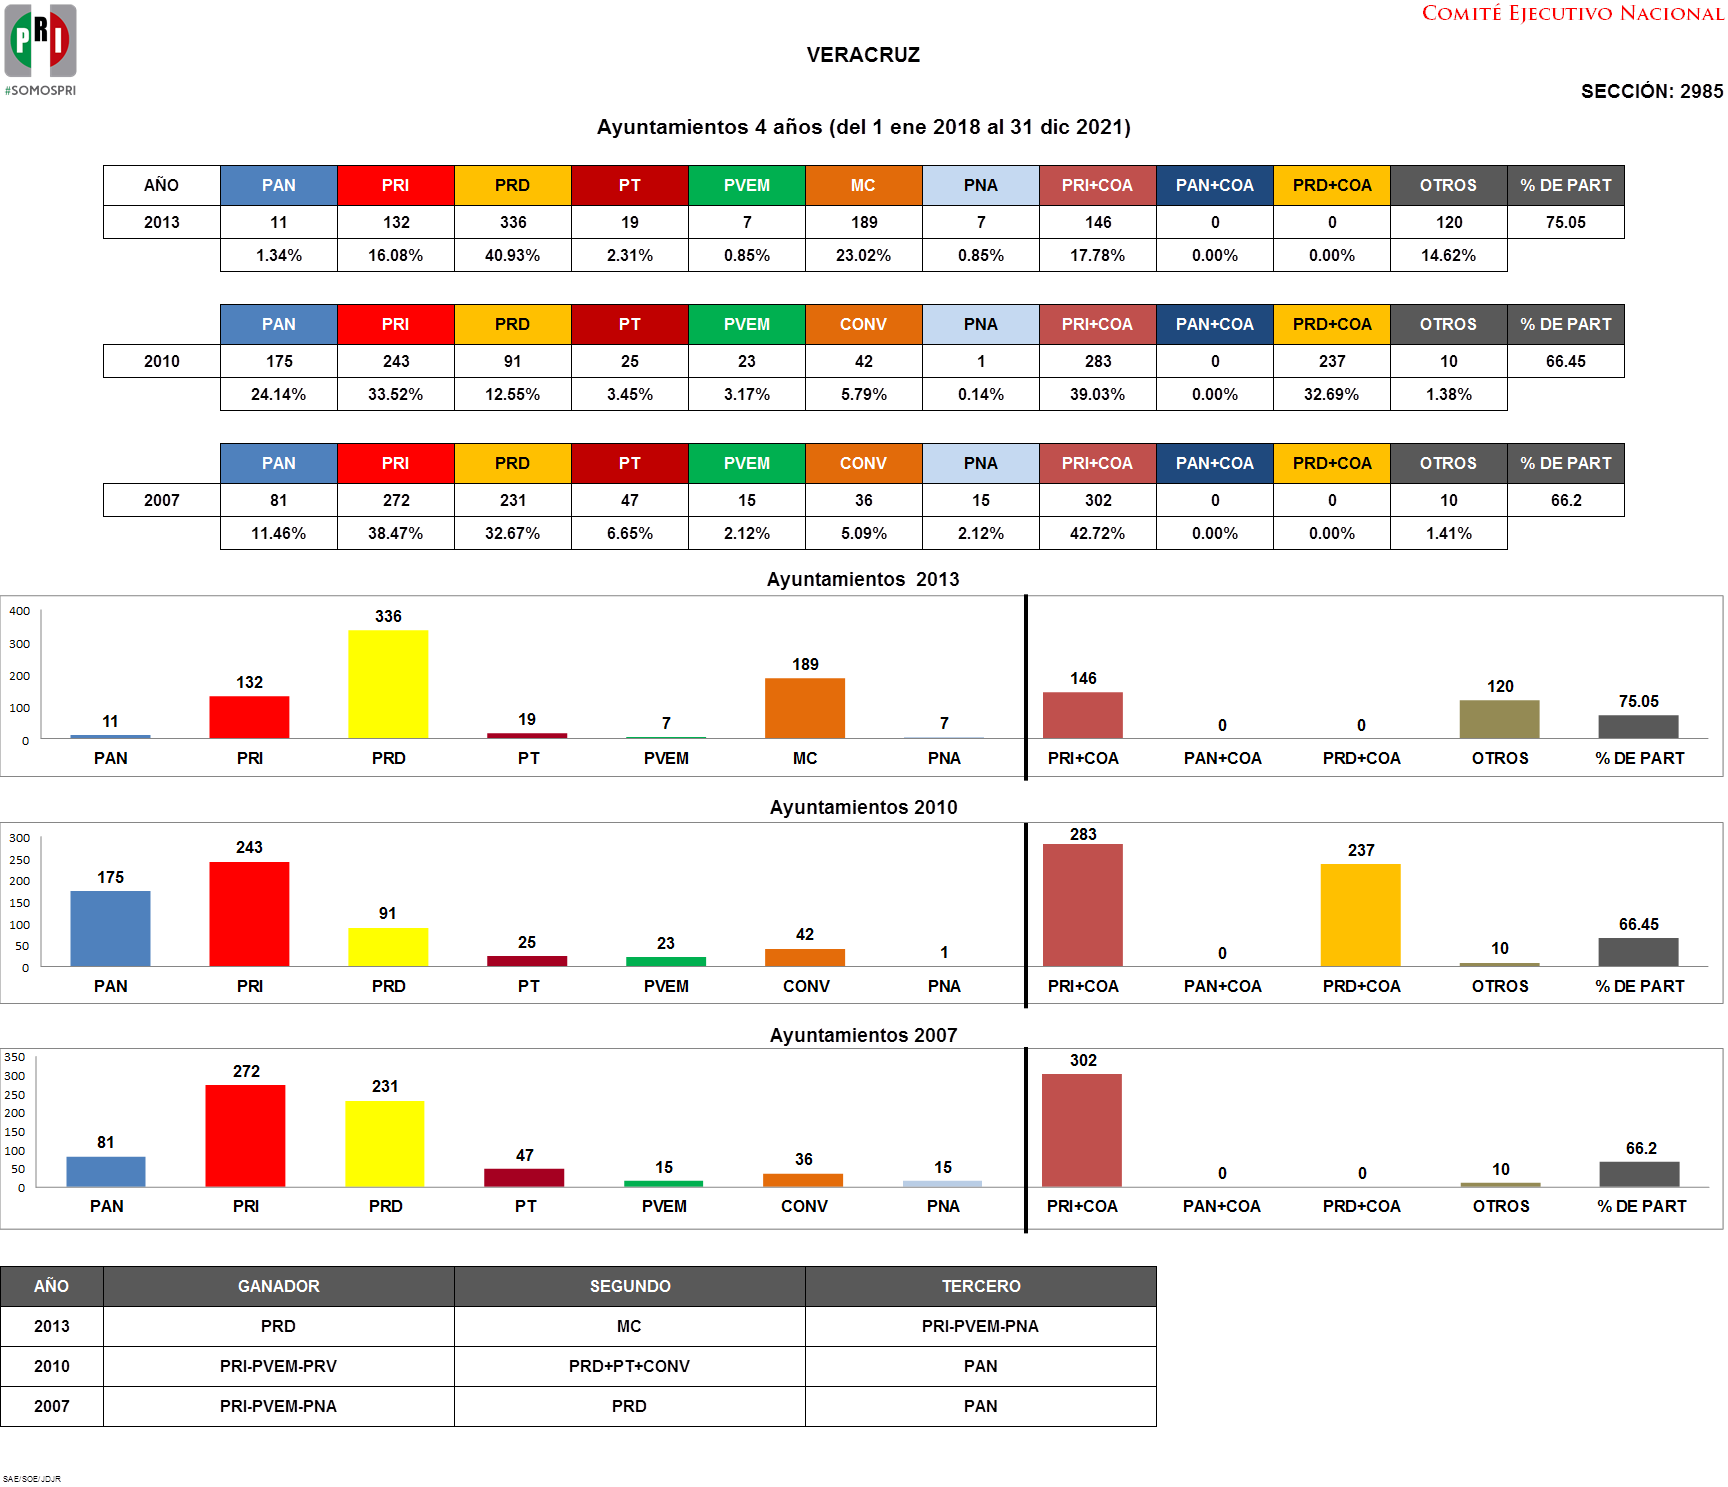 PRI
#SOMOSPRI
COMITÉ EJECUTIVO NACIONAL
VERACRUZ
SECCIÓN: 2985
Ayuntamientos 4 años (del 1 ene 2018 al 31 dic 2021)
AÑO PAN PRI PRD PT PVEM MC PNA PRI+COA PAN+COA PRD+COA OTROS % DE PART
2013 11 132 336 19 7 189 7 146 0 0 120 75.05
1.34% 16.08% 40.93% 2.31% 0.85% 23.02% 0.85% 17.78% 0.00% 0.00% 14.62%
PAN PRI PRD PT PVEM CONV PNA PRI+COA PAN+COA PRD+COA OTROS % DE PART
2010 175 243 91 25 23 42 1 283 0 237 10 66.45
24.14% 33.52% 12.55% 3.45% 3.17% 5.79% 0.14% 39.03% 0.00% 32.69% 1.38%
PAN PRI PRD PT PVEM CONV PNA PRI+COA PAN+COA PRD+COA OTROS % DE PART
2007 81 272 231 47 15 36 15 302 0 0 10 66.2
11.46% 38.47% 32.67% 6.65% 2.12% 5.09% 2.12% 42.72% 0.00% 0.00% 1.41%
Ayuntamientos 2013
400
300
200
100
0
11 132 336 19 7 189 7 146 0 0 120 75.05
PAN PRI PRD PT PVEM MC PNA PRI+COA PAN+COA PRD+COA OTROS % DE PART
Ayuntamientos 2010
300
250
200
150
100
50
0
175 243 91 25 23 42 1 283 0 237 10 66.45
PAN PRI PRD PT PVEM CONV PNA PRI+COA PAN+COA PRD+COA OTROS % DE PART
Ayuntamientos 2007
350
300
250
200
150
100
50
0
81 272 231 47 15 36 15 302 0 0 10 66.2
PAN PRI PRD PT PVEM CONV PNA PRI+COA PAN+COA PRD+COA OTROS % DE PART
AÑO GANADOR SEGUNDO TERCERO
2013 PRD MC PRI-PVEM-PNA
2010 PRI-PVEM-PRV PRD+PT+CONV PAN
2007 PRI-PVEM-PNA PRD PAN
SAE/SOE/JDJR